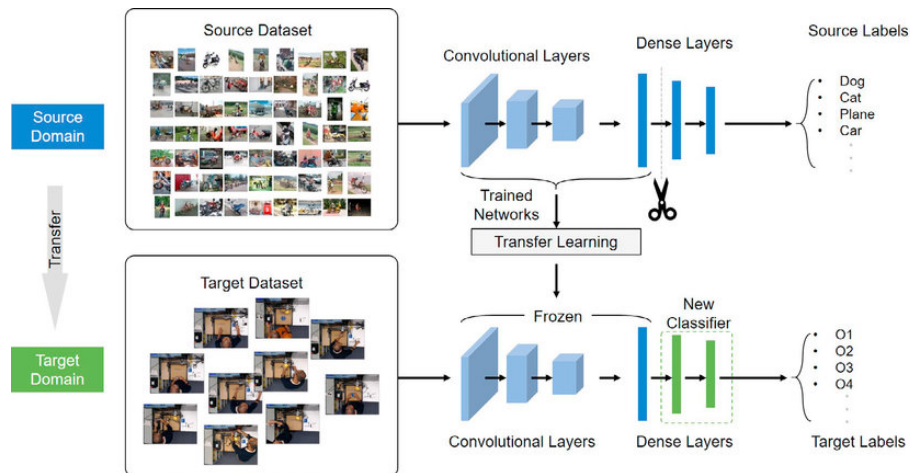 Source Dataset
Convolutional Layers
Dense Layers
Source Labels
Source
Domain
• Dog
• Cat
• Plane
• Car
Trained
Networks
Transfer Learning
Transfer
Target Dataset
Frozen
New
Classifier
Target
Domain
• O1
• O2
• O3
• O4
Convolutional Layers
Dense Layers
Target Labels